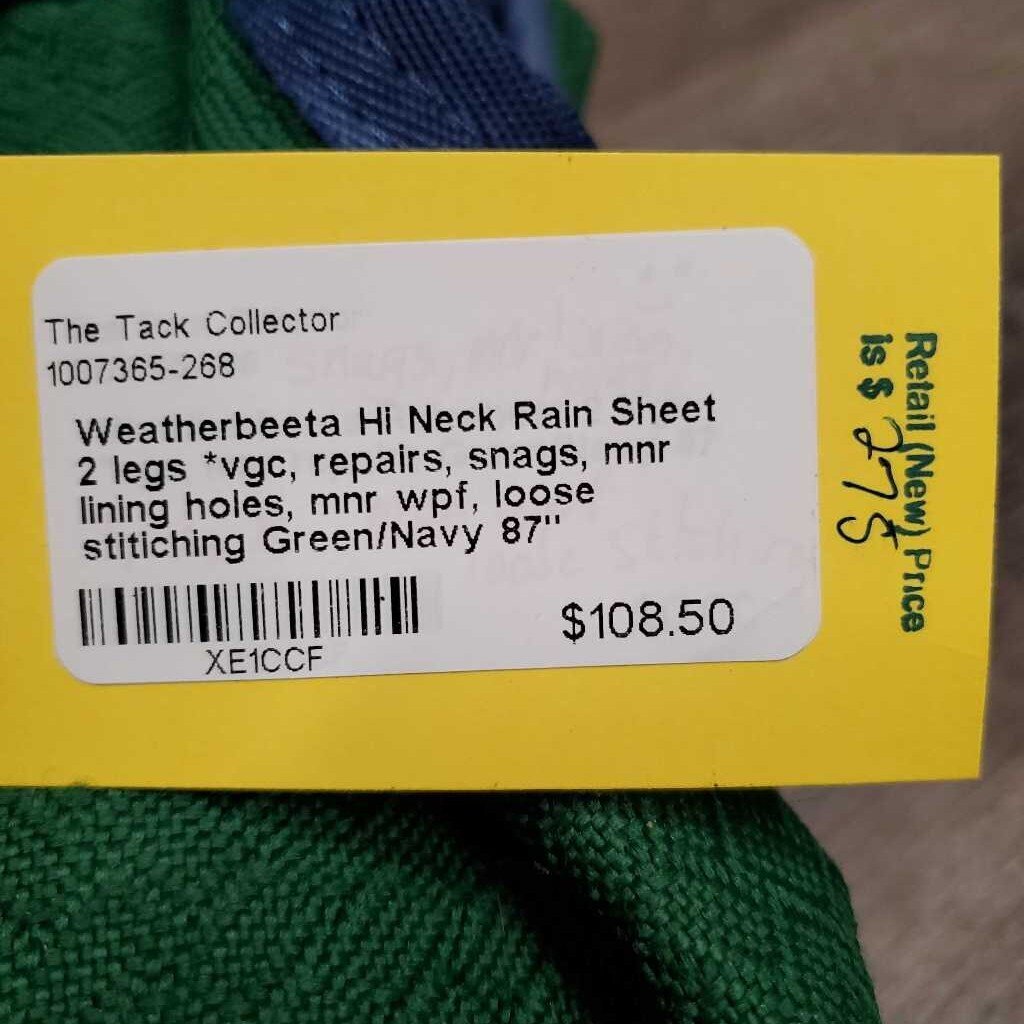 The Tack Collector
1007365-268
Weatherbeeta Hi Neck Rain Sheet
2 legs *vgc, repairs, snags, mnr
lining holes, mnr wpf, loose
stitiching Green/Navy 87"
XE1CCF
$108.50
Retail (New) Price
is $ 275